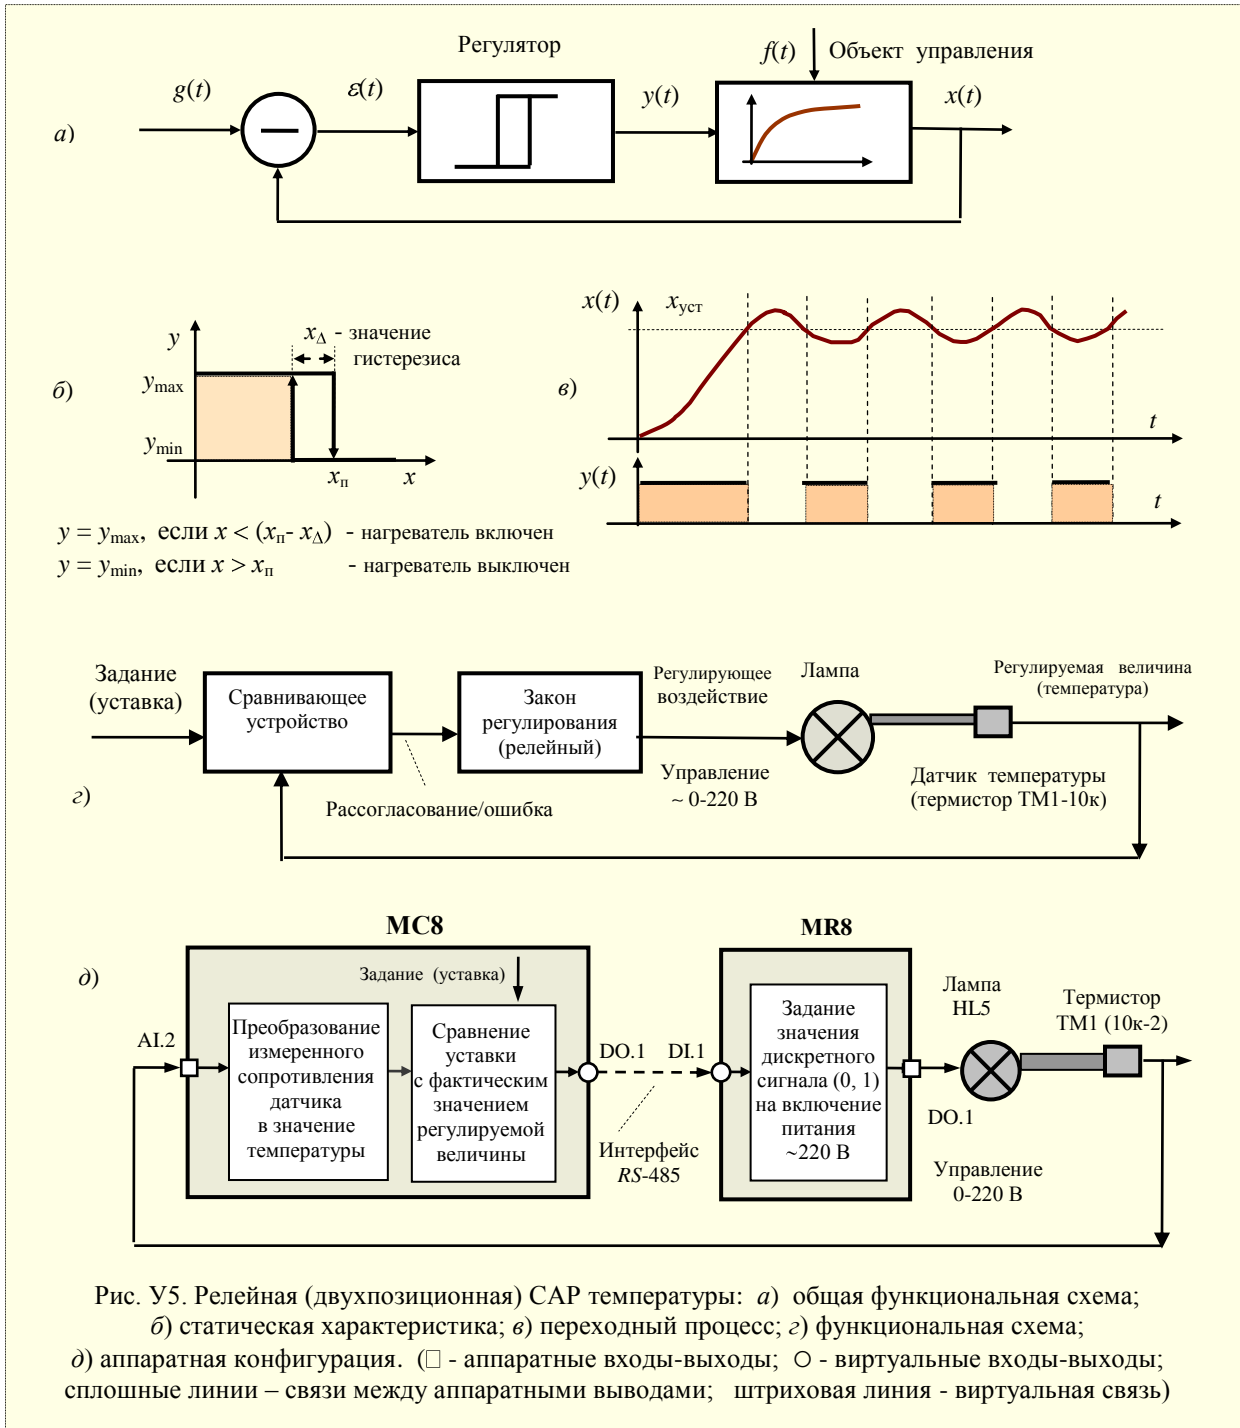 Регулятор
f(t)
Объект управления
g(t)
ε(t)
y(t)
x(t)
а)
x(t)
xуст
y
xΔ - значение
гистерезиса
ymax
б)
в)
ymin
xп
x
t
y(t)
t
y = ymax, если x < (xп- xΔ) - нагреватель включен
y = ymin, если x > xп - нагреватель выключен
Задание
(уставка)
Сравнивающее
устройство
Закон
регулирования
(релейный)
Регулирующее
воздействие
Лампа
Регулируемая величина
(температура)
Управление
~ 0-220 В
Датчик температуры
(термистор ТМ1-10к)
г)
Рассогласование/ошибка
MC8
MR8
д)
Задание (уставка)
AI.2
Преобразование
измеренного
сопротивления
датчика
в значение
температуры
Сравнение
уставки
с фактическим
значением
регулируемой
величины
DO.1
DI.1
Интерфейс
RS-485
Задание
значения
дискретного
сигнала (0, 1)
на включение
питания
~220 В
Лампа
HL5
Термистор
ТМ1 (10к-2)
DO.1
Управление
0-220 В
Рис. У5. Релейная (двухпозиционная) САР температуры: а) общая функциональная схема;
б) статическая характеристика; в) переходный процесс; г) функциональная схема;
д) аппаратная конфигурация. (□ - аппаратные входы-выходы; ○ - виртуальные входы-выходы;
сплошные линии – связи между аппаратными выводами; штриховая линия - виртуальная связь)